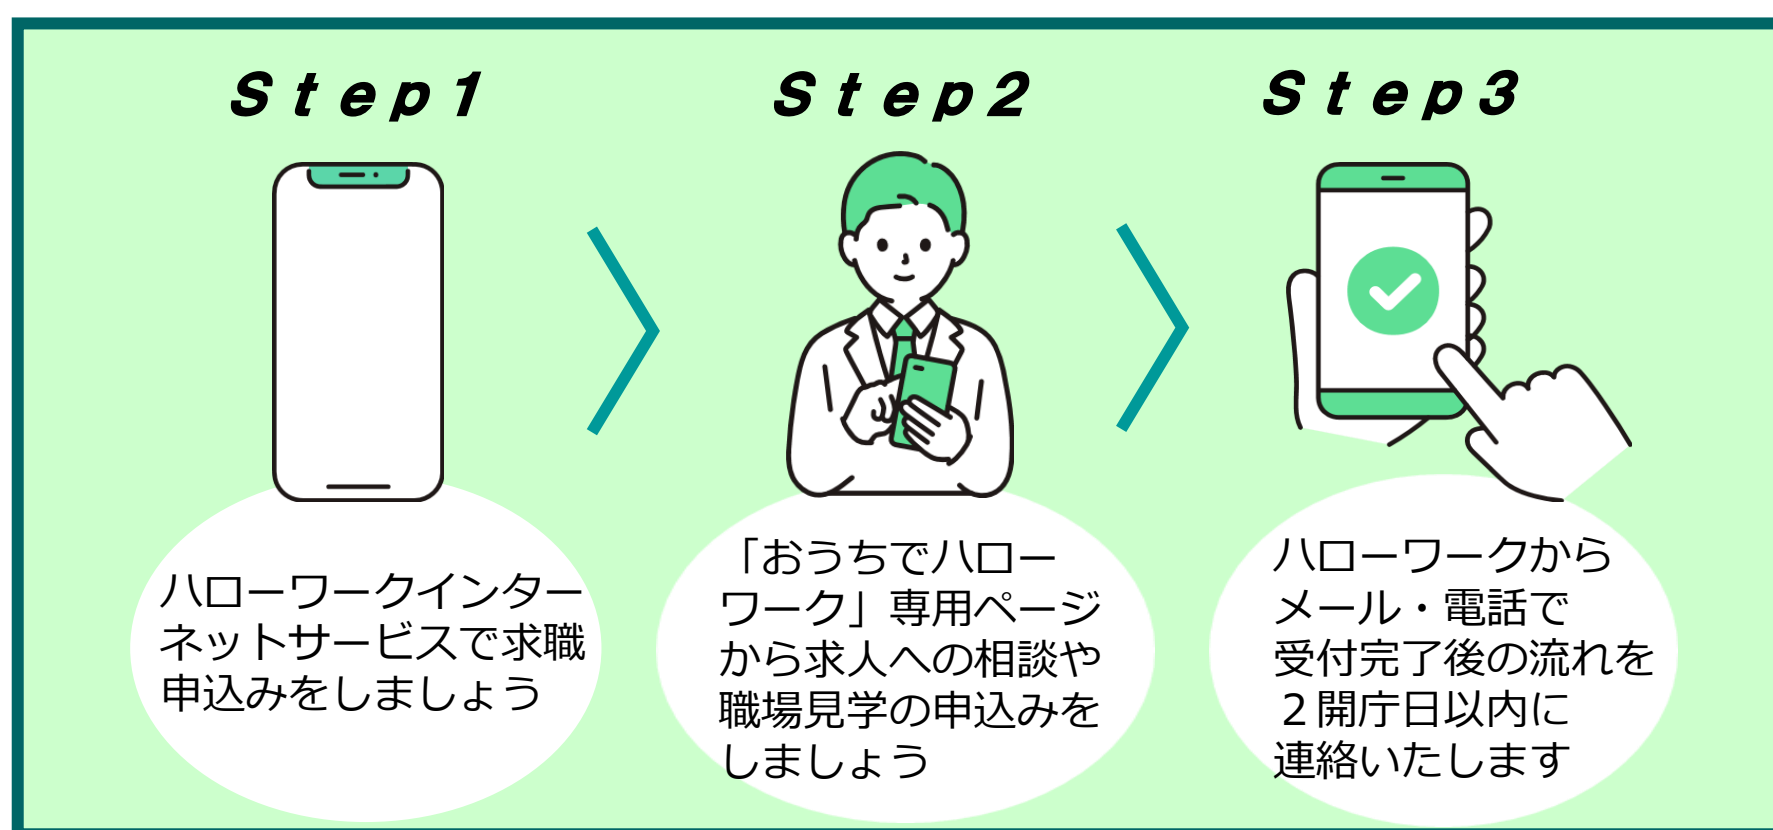 Step1
ハローワークインター
ネットサービスで求職
申込みをしましょう
Step2
「おうちでハロー
ワーク」専用ページ
から求人への相談や
職場見学の申込みを
しましょう
Step3
ハローワークから
メール・電話で
受付完了後の流れを
２開庁日以内に
連絡いたします